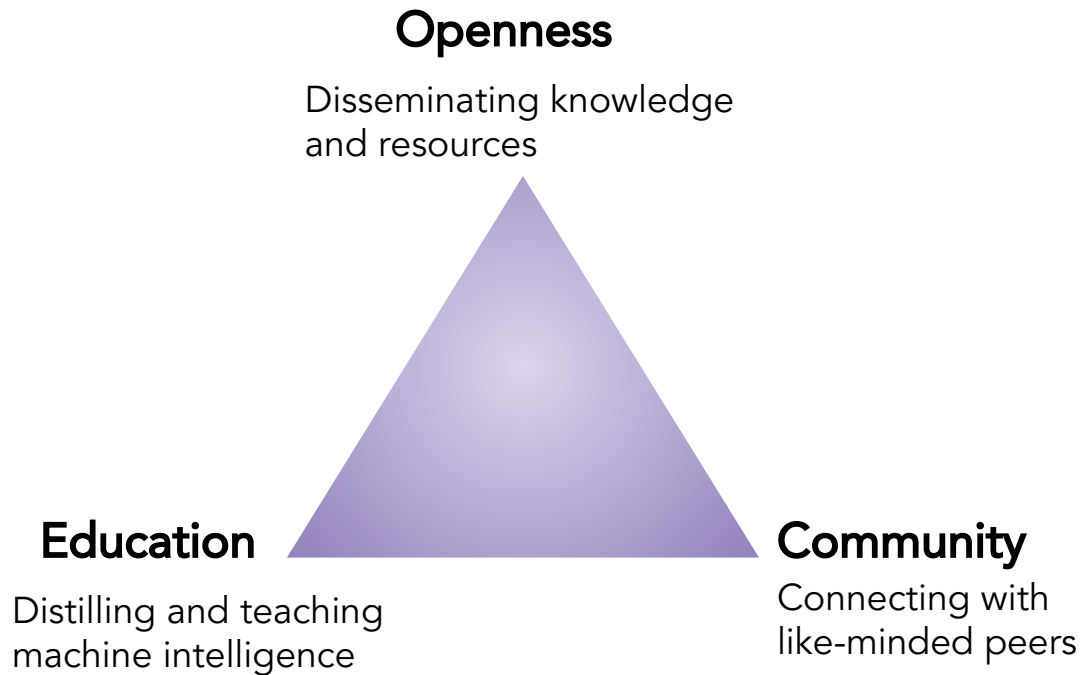 Openness
Disseminating knowledge
and resources
Education
Distilling and teaching
machine intelligence
Community
Connecting with
like-minded peers